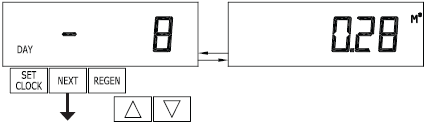 DAY - 8
0.28 M³
SET CLOCK
NEXT
REGEN